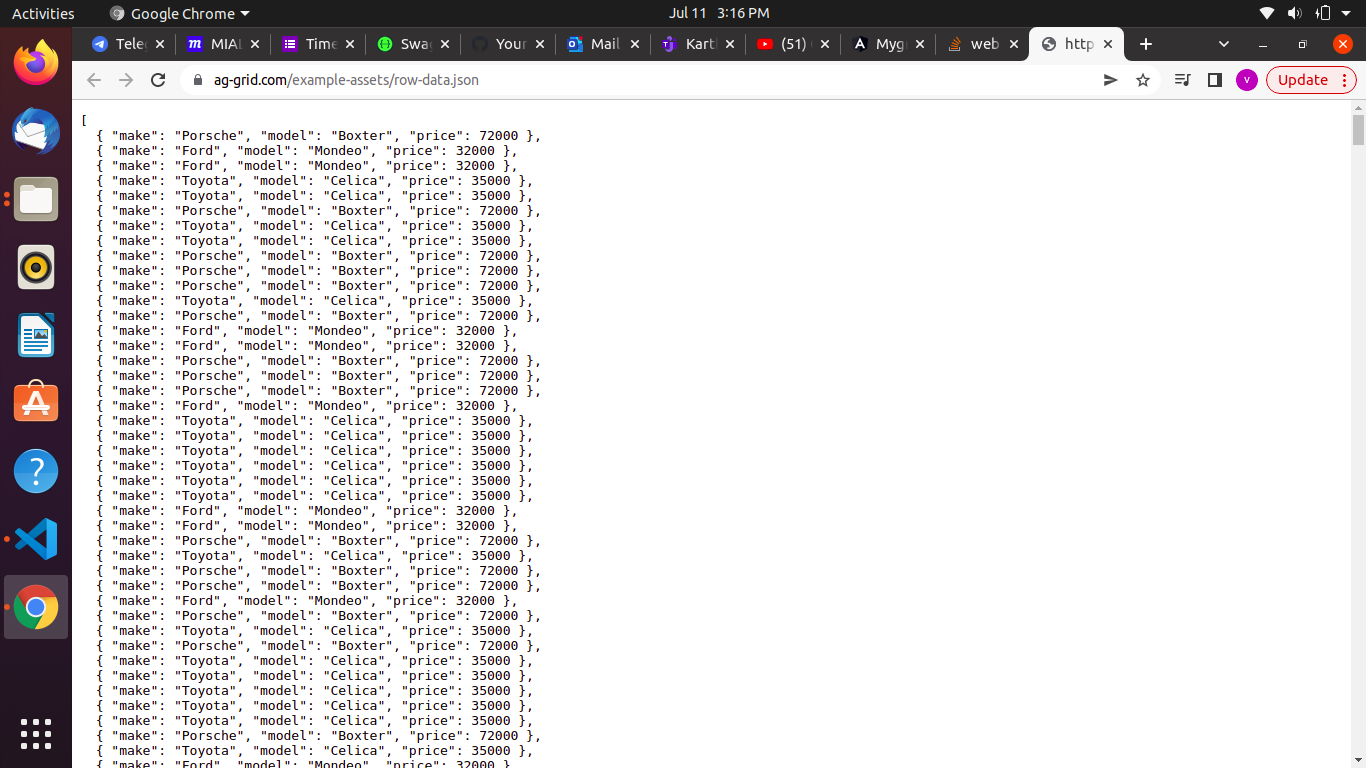 Activities
Google Chrome
Jul 11 3:16 PM
Teleg
MIAL
Time
Swag
Your
Mail
Kart
(51)
Mygr
web
http
ag-grid.com/example-assets/row-data.json
V
Update
[
{ "make": "Porsche", "model": "Boxter", "price": 72000 },
{ "make": "Ford", "model": "Mondeo", "price": 32000 },
{ "make": "Ford", "model": "Mondeo", "price": 32000 },
{ "make": "Toyota", "model": "Celica", "price": 35000 },
{ "make": "Toyota", "model": "Celica", "price": 35000 },
{ "make": "Porsche", "model": "Boxter", "price": 72000 },
{ "make": "Toyota", "model": "Celica", "price": 35000 },
{ "make": "Toyota", "model": "Celica", "price": 35000 },
{ "make": "Porsche", "model": "Boxter", "price": 72000 },
{ "make": "Porsche", "model": "Boxter", "price": 72000 },
{ "make": "Porsche", "model": "Boxter", "price": 72000 },
{ "make": "Toyota", "model": "Celica", "price": 35000 },
{ "make": "Porsche", "model": "Boxter", "price": 72000 },
{ "make": "Ford", "model": "Mondeo", "price": 32000 },
{ "make": "Ford", "model": "Mondeo", "price": 32000 },
{ "make": "Porsche", "model": "Boxter", "price": 72000 },
{ "make": "Porsche", "model": "Boxter", "price": 72000 },
{ "make": "Porsche", "model": "Boxter", "price": 72000 },
{ "make": "Ford", "model": "Mondeo", "price": 32000 },
{ "make": "Toyota", "model": "Celica", "price": 35000 },
{ "make": "Toyota", "model": "Celica", "price": 35000 },
{ "make": "Toyota", "model": "Celica", "price": 35000 },
{ "make": "Toyota", "model": "Celica", "price": 35000 },
{ "make": "Toyota", "model": "Celica", "price": 35000 },
{ "make": "Toyota", "model": "Celica", "price": 35000 },
{ "make": "Ford", "model": "Mondeo", "price": 32000 },
{ "make": "Ford", "model": "Mondeo", "price": 32000 },
{ "make": "Porsche", "model": "Boxter", "price": 72000 },
{ "make": "Toyota", "model": "Celica", "price": 35000 },
{ "make": "Porsche", "model": "Boxter", "price": 72000 },
{ "make": "Porsche", "model": "Boxter", "price": 72000 },
{ "make": "Ford", "model": "Mondeo", "price": 32000 },
{ "make": "Porsche", "model": "Boxter", "price": 72000 },
{ "make": "Toyota", "model": "Celica", "price": 35000 },
{ "make": "Porsche", "model": "Boxter", "price": 72000 },
{ "make": "Toyota", "model": "Celica", "price": 35000 },
{ "make": "Toyota", "model": "Celica", "price": 35000 },
{ "make": "Toyota", "model": "Celica", "price": 35000 },
{ "make": "Toyota", "model": "Celica", "price": 35000 },
{ "make": "Toyota", "model": "Celica", "price": 35000 },
{ "make": "Porsche", "model": "Boxter", "price": 72000 },
{ "make": "Toyota", "model": "Celica", "price": 35000 },
{ "make": "Ford", "model": "Mondeo", "price": 32000 },